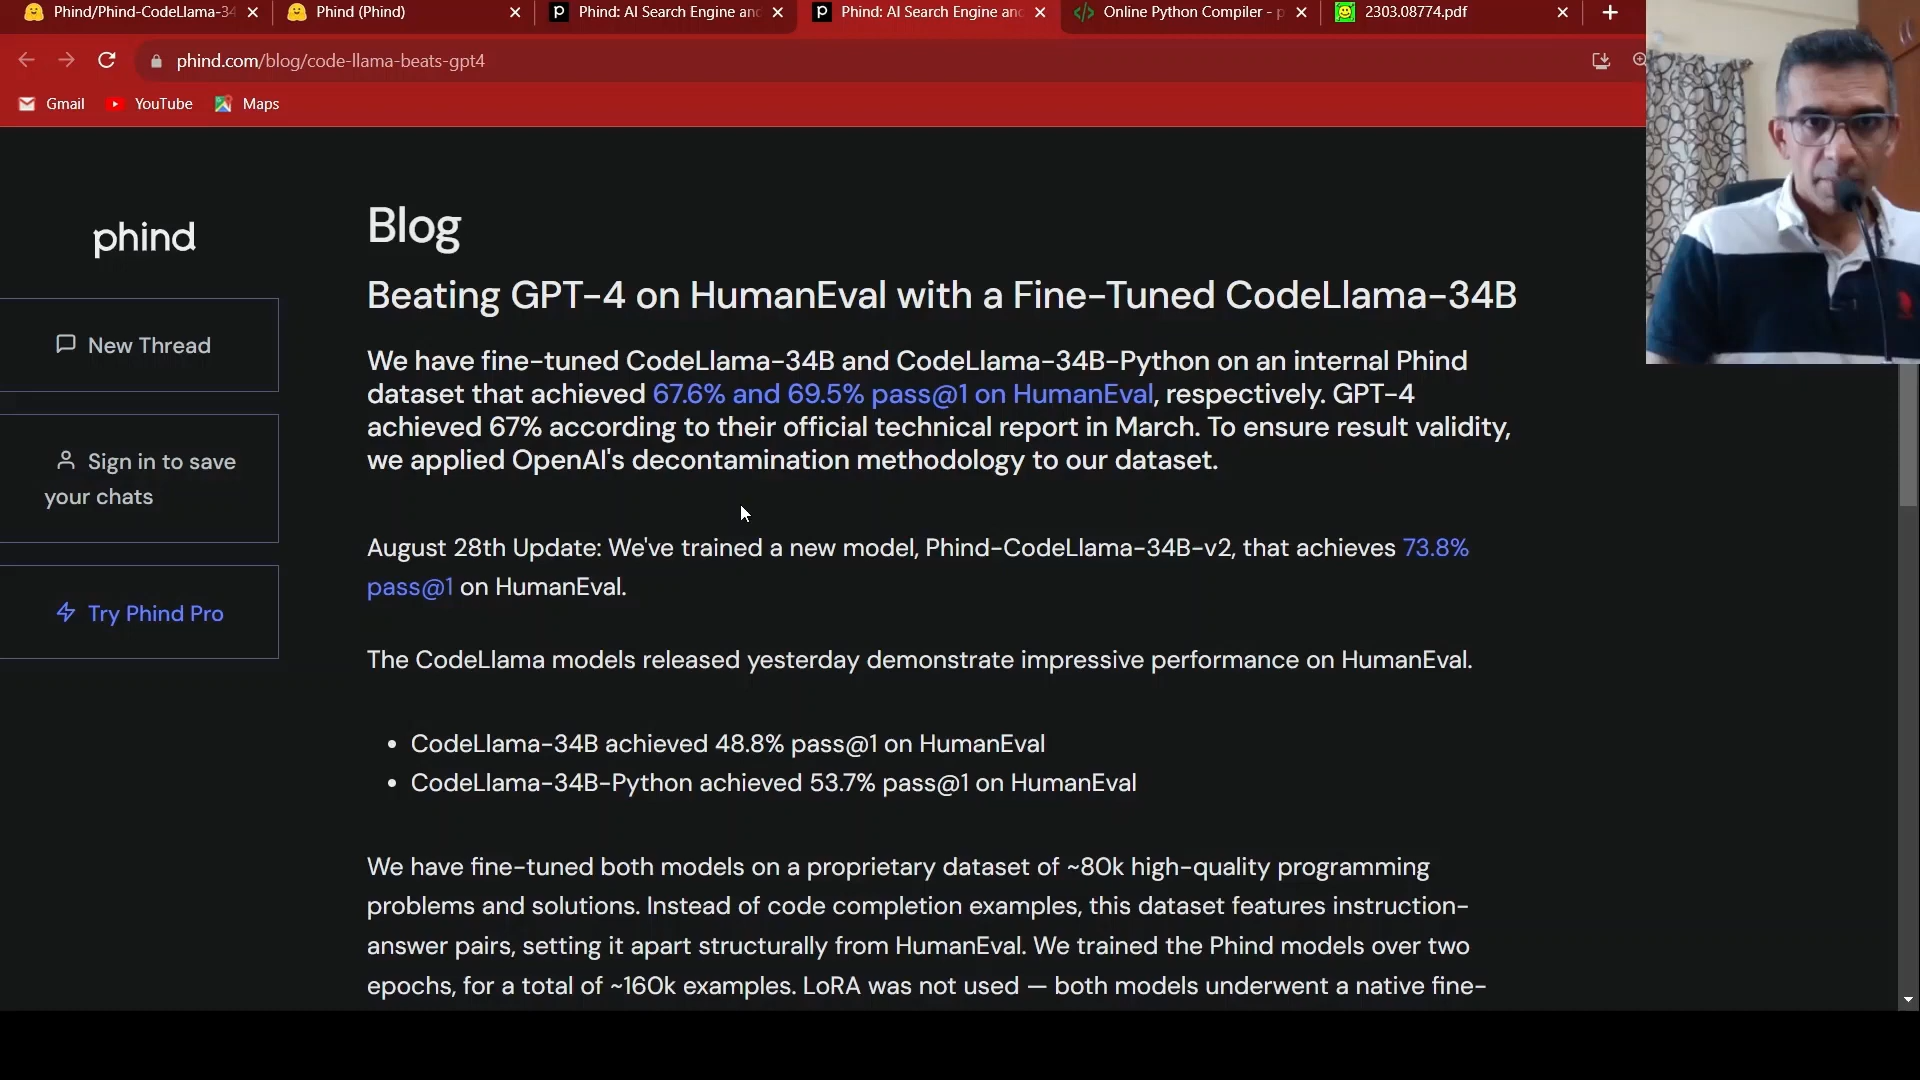 Phind/Phind-CodeLlama-34
Phind (Phind)
Phind: AI Search Engine and
Phind: AI Search Engine and
Online Python Compiler - p
2303.08774.pdf
phind.com/blog/code-llama-beats-gpt4
Gmail
YouTube
Maps
phind
New Thread
Sign in to save
your chats
Try Phind Pro
Blog
Beating GPT-4 on HumanEval with a Fine-Tuned CodeLlama-34B
We have fine-tuned CodeLlama-34B and CodeLlama-34B-Python on an internal Phind
dataset that achieved 67.6% and 69.5% pass@1 on HumanEval, respectively. GPT-4
achieved 67% according to their official technical report in March. To ensure result validity,
we applied OpenAI's decontamination methodology to our dataset.
August 28th Update: We've trained a new model, Phind-CodeLlama-34B-v2, that achieves 73.8%
pass@1 on HumanEval.
The CodeLlama models released yesterday demonstrate impressive performance on HumanEval.
• CodeLlama-34B achieved 48.8% pass@1 on HumanEval
• CodeLlama-34B-Python achieved 53.7% pass@1 on HumanEval
We have fine-tuned both models on a proprietary dataset of ~80k high-quality programming
problems and solutions. Instead of code completion examples, this dataset features instruction-
answer pairs, setting it apart structurally from HumanEval. We trained the Phind models over two
epochs, for a total of ~160k examples. LoRA was not used — both models underwent a native fine-